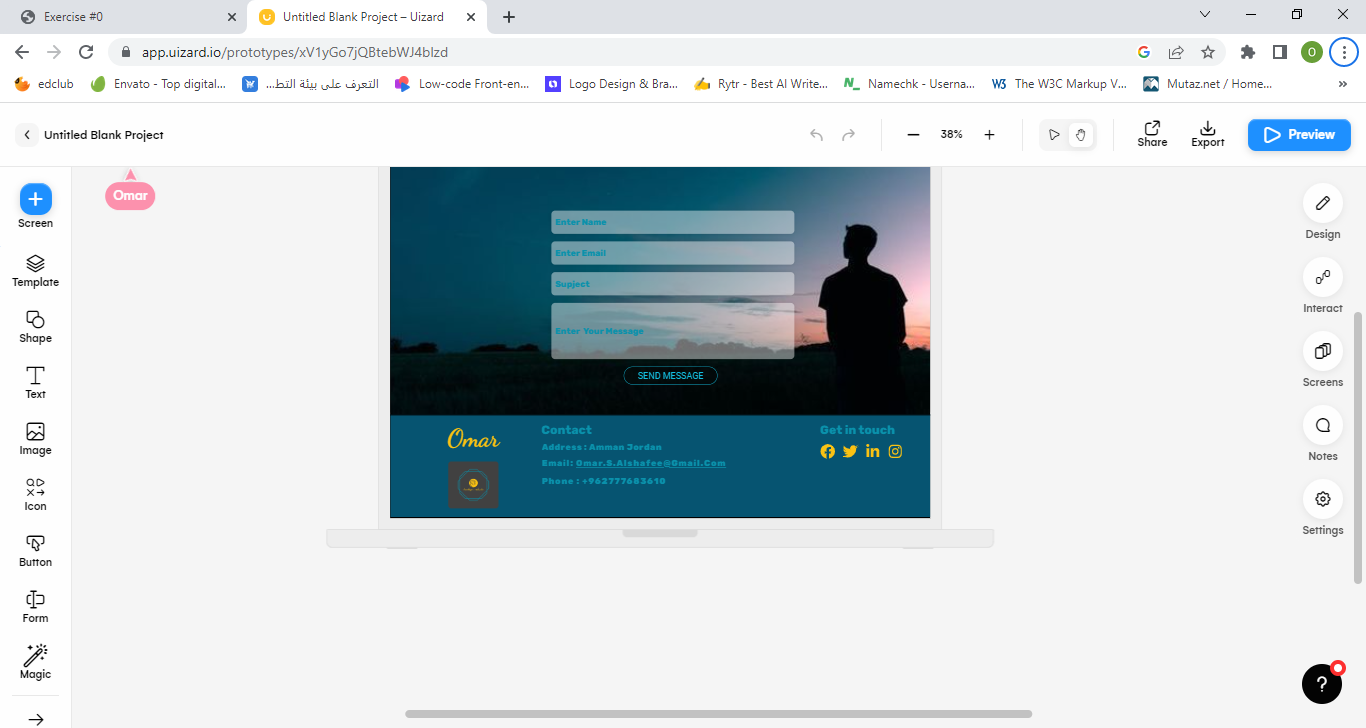 Exercise #0
Untitled Blank Project – Uizard
app.uizard.io/prototypes/xV1yGo7jQBtebWJ4blzd
O
edclub
Envato - Top digital...
التعرف على بيئة التط...
Low-code Front-en...
Logo Design & Bra...
Rytr - Best AI Write...
Namechk - Userna...
W3
The W3C Markup V...
Mutaz.net / Home...
»
Untitled Blank Project
38%
Share
Export
Preview
Omar
Screen
Template
Shape
Text
Image
Icon
Button
Form
Magic
Enter Name
Enter Email
Supject
Enter Your Message
SEND MESSAGE
Omar
Contact
Address : Amman Jordan
Email: Omar.S.Alshafee@Gmail.Com
Phone : +962777683610
Get in touch
Design
Interact
Screens
Notes
Settings
?